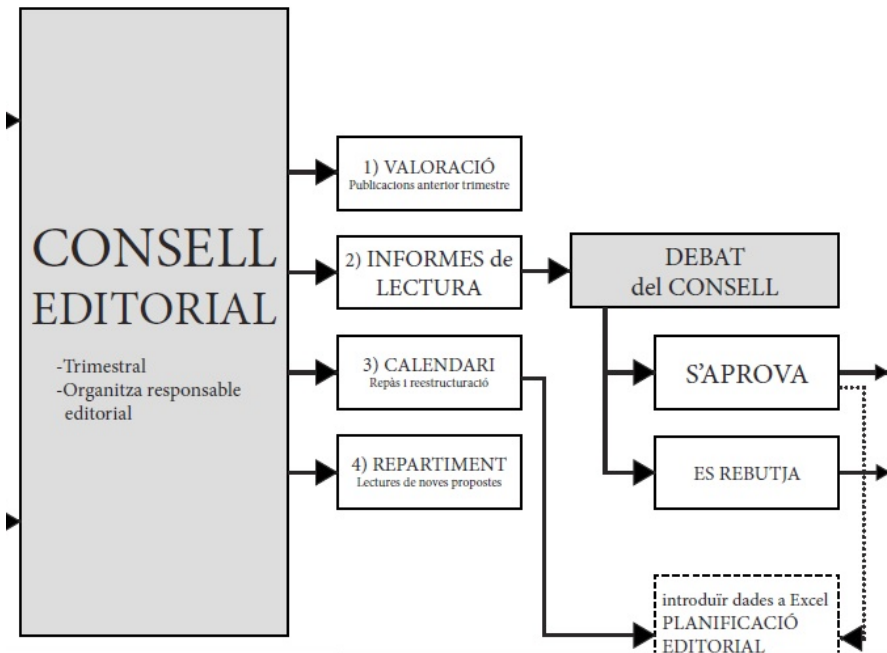 CONSELL
EDITORIAL
-Trimestral
-Organitza responsable
editorial
1) VALORACIÓ
Publicacions anterior trimestre
2) INFORMES de
LECTURA
3) CALENDARI
Repàs i reestructuració
4) REPARTIMENT
Lectures de noves propostes
DEBAT
del CONSELL
S'APROVA
ES REBUTJA
introduïr dades a Excel
PLANIFICACIÓ
EDITORIAL